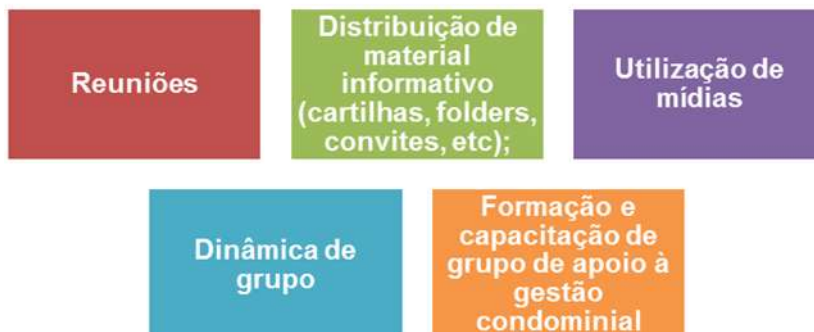 Reuniões
Distribuição de
material
informativo
(cartilhas, folders,
convites, etc);
Utilização de
mídias
Dinâmica de
grupo
Formação e
capacitação de
grupo de apoio à
gestão
condominial